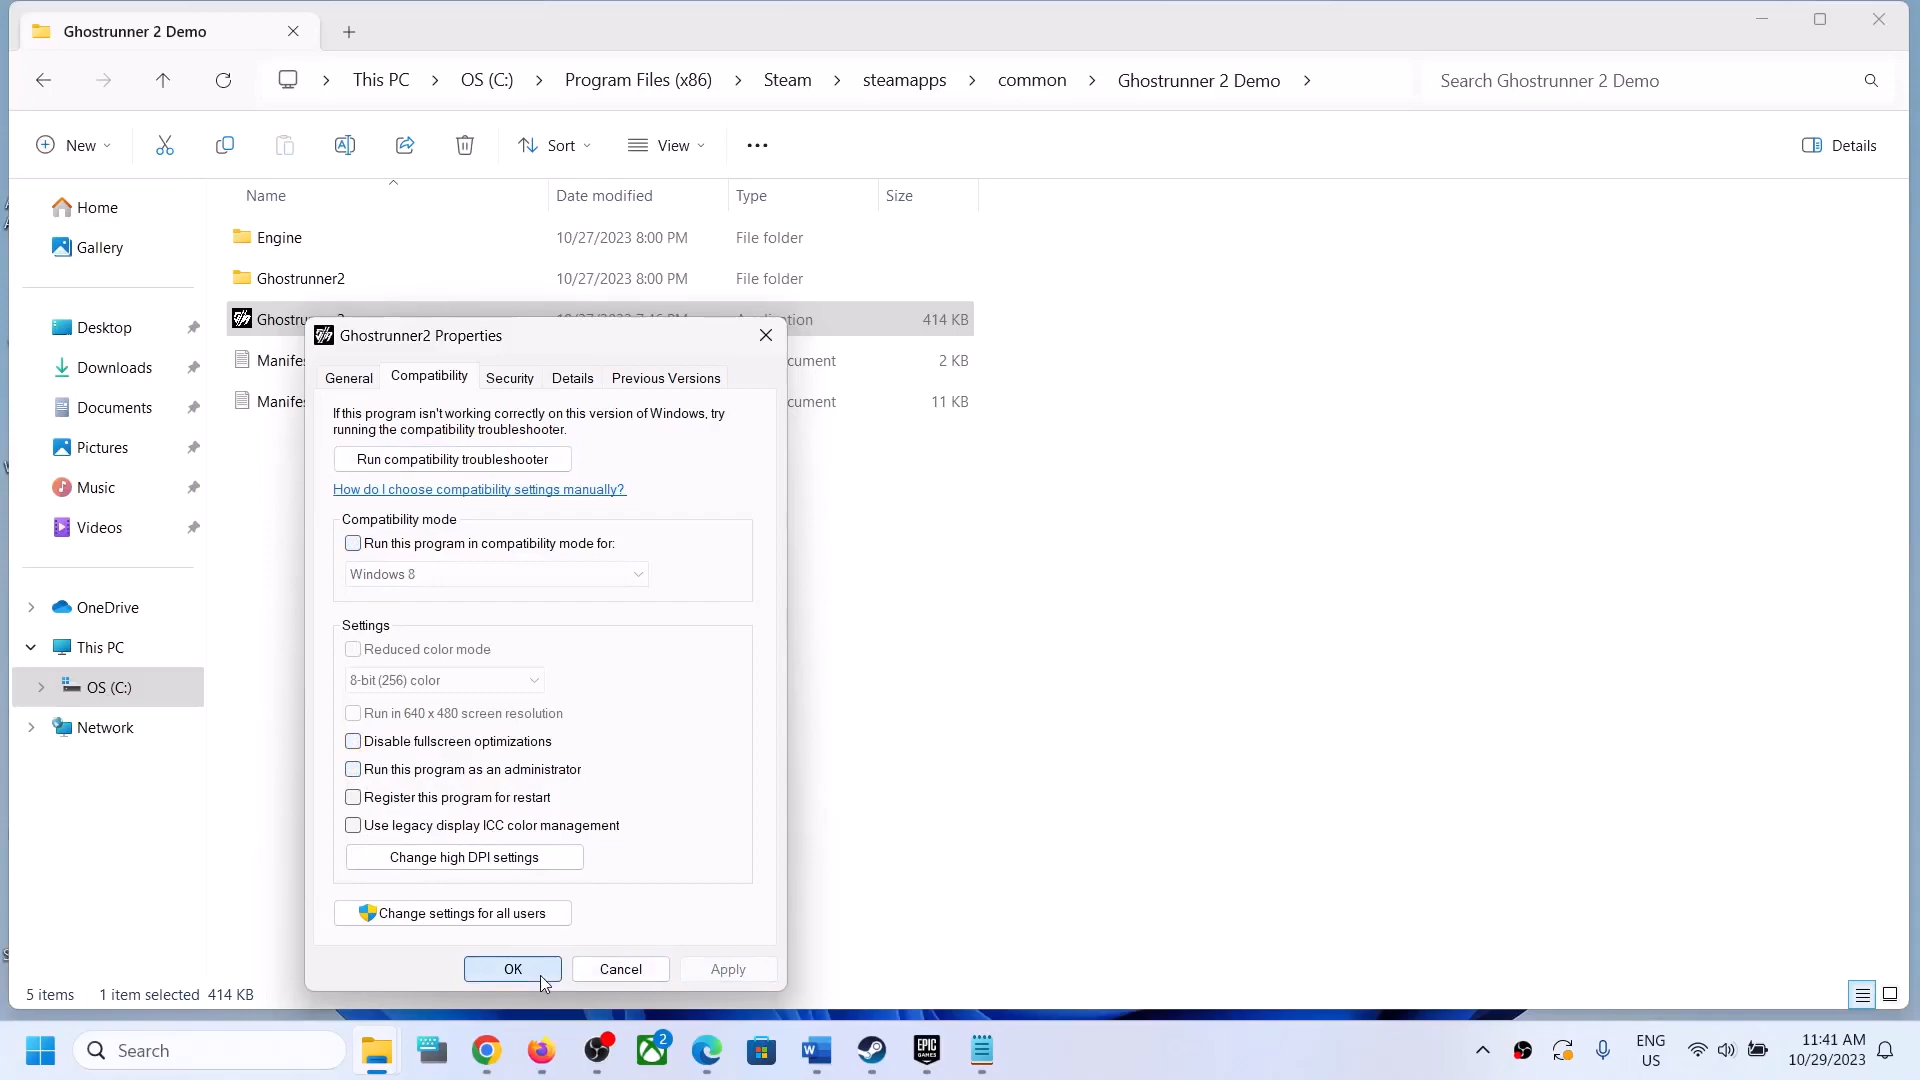 Ghostrunner 2 Demo
This PC
OS (C:)
Program Files (x86)
Steam
steamapps
common
Ghostrunner 2 Demo
Search Ghostrunner 2 Demo
New
Sort
View
Details
Name
Date modified
Type
Size
Home
Gallery
Desktop
Downloads
Documents
Pictures
Music
Videos
OneDrive
This PC
OS (C:)
Network
Engine 10/27/2023 8:00 PM File folder
Ghostrunner2 10/27/2023 8:00 PM File folder
414 KB
2 KB
11 KB
Ghostrunner2 Properties
General
Compatibility
Security
Details
Previous Versions
If this program isn't working correctly on this version of Windows, try
running the compatibility troubleshooter.
Run compatibility troubleshooter
How do I choose compatibility settings manually?
Compatibility mode
Run this program in compatibility mode for:
Windows 8
Settings
Reduced color mode
8-bit (256) color
Run in 640 x 480 screen resolution
Disable fullscreen optimizations
Run this program as an administrator
Register this program for restart
Use legacy display ICC color management
Change high DPI settings
Change settings for all users
OK
Cancel
Apply
5 items
1 item selected 414 KB
Search
2
EPIC
GAMES
ENG
US
11:41 AM
10/29/2023